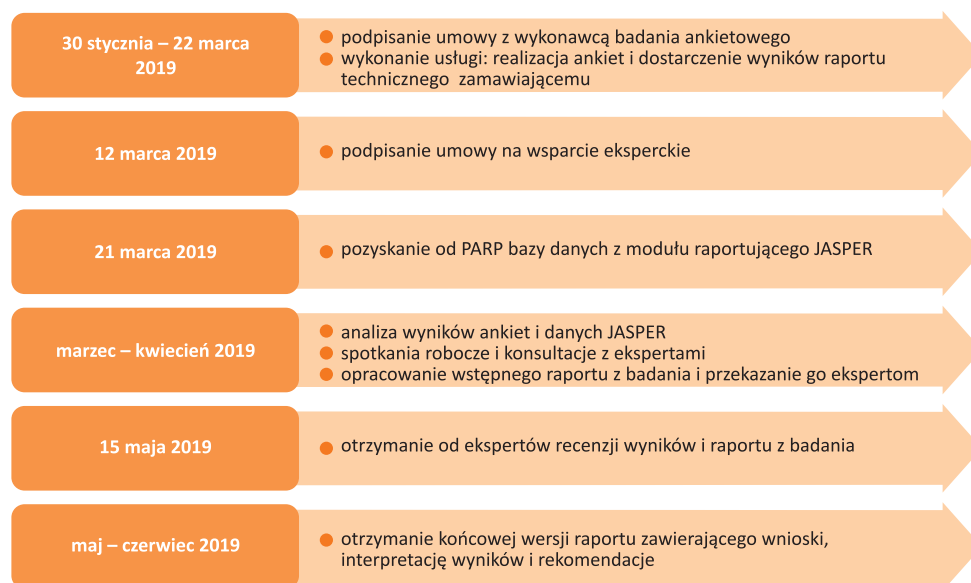 30 stycznia – 22 marca
2019
podpisanie umowy z wykonawcą badania ankietowego
wykonanie usługi: realizacja ankiet i dostarczenie wyników raportu
technicznego zamawiającemu
12 marca 2019
podpisanie umowy na wsparcie eksperckie
21 marca 2019
pozyskanie od PARP bazy danych z modułu raportującego JASPER
marzec – kwiecień 2019
analiza wyników ankiet i danych JASPER
spotkania robocze i konsultacje z ekspertami
opracowanie wstępnego raportu z badania i przekazanie go ekspertom
15 maja 2019
otrzymanie od ekspertów recenzji wyników i raportu z badania
maj – czerwiec 2019
otrzymanie końcowej wersji raportu zawierającego wnioski,
interpretację wyników i rekomendacje